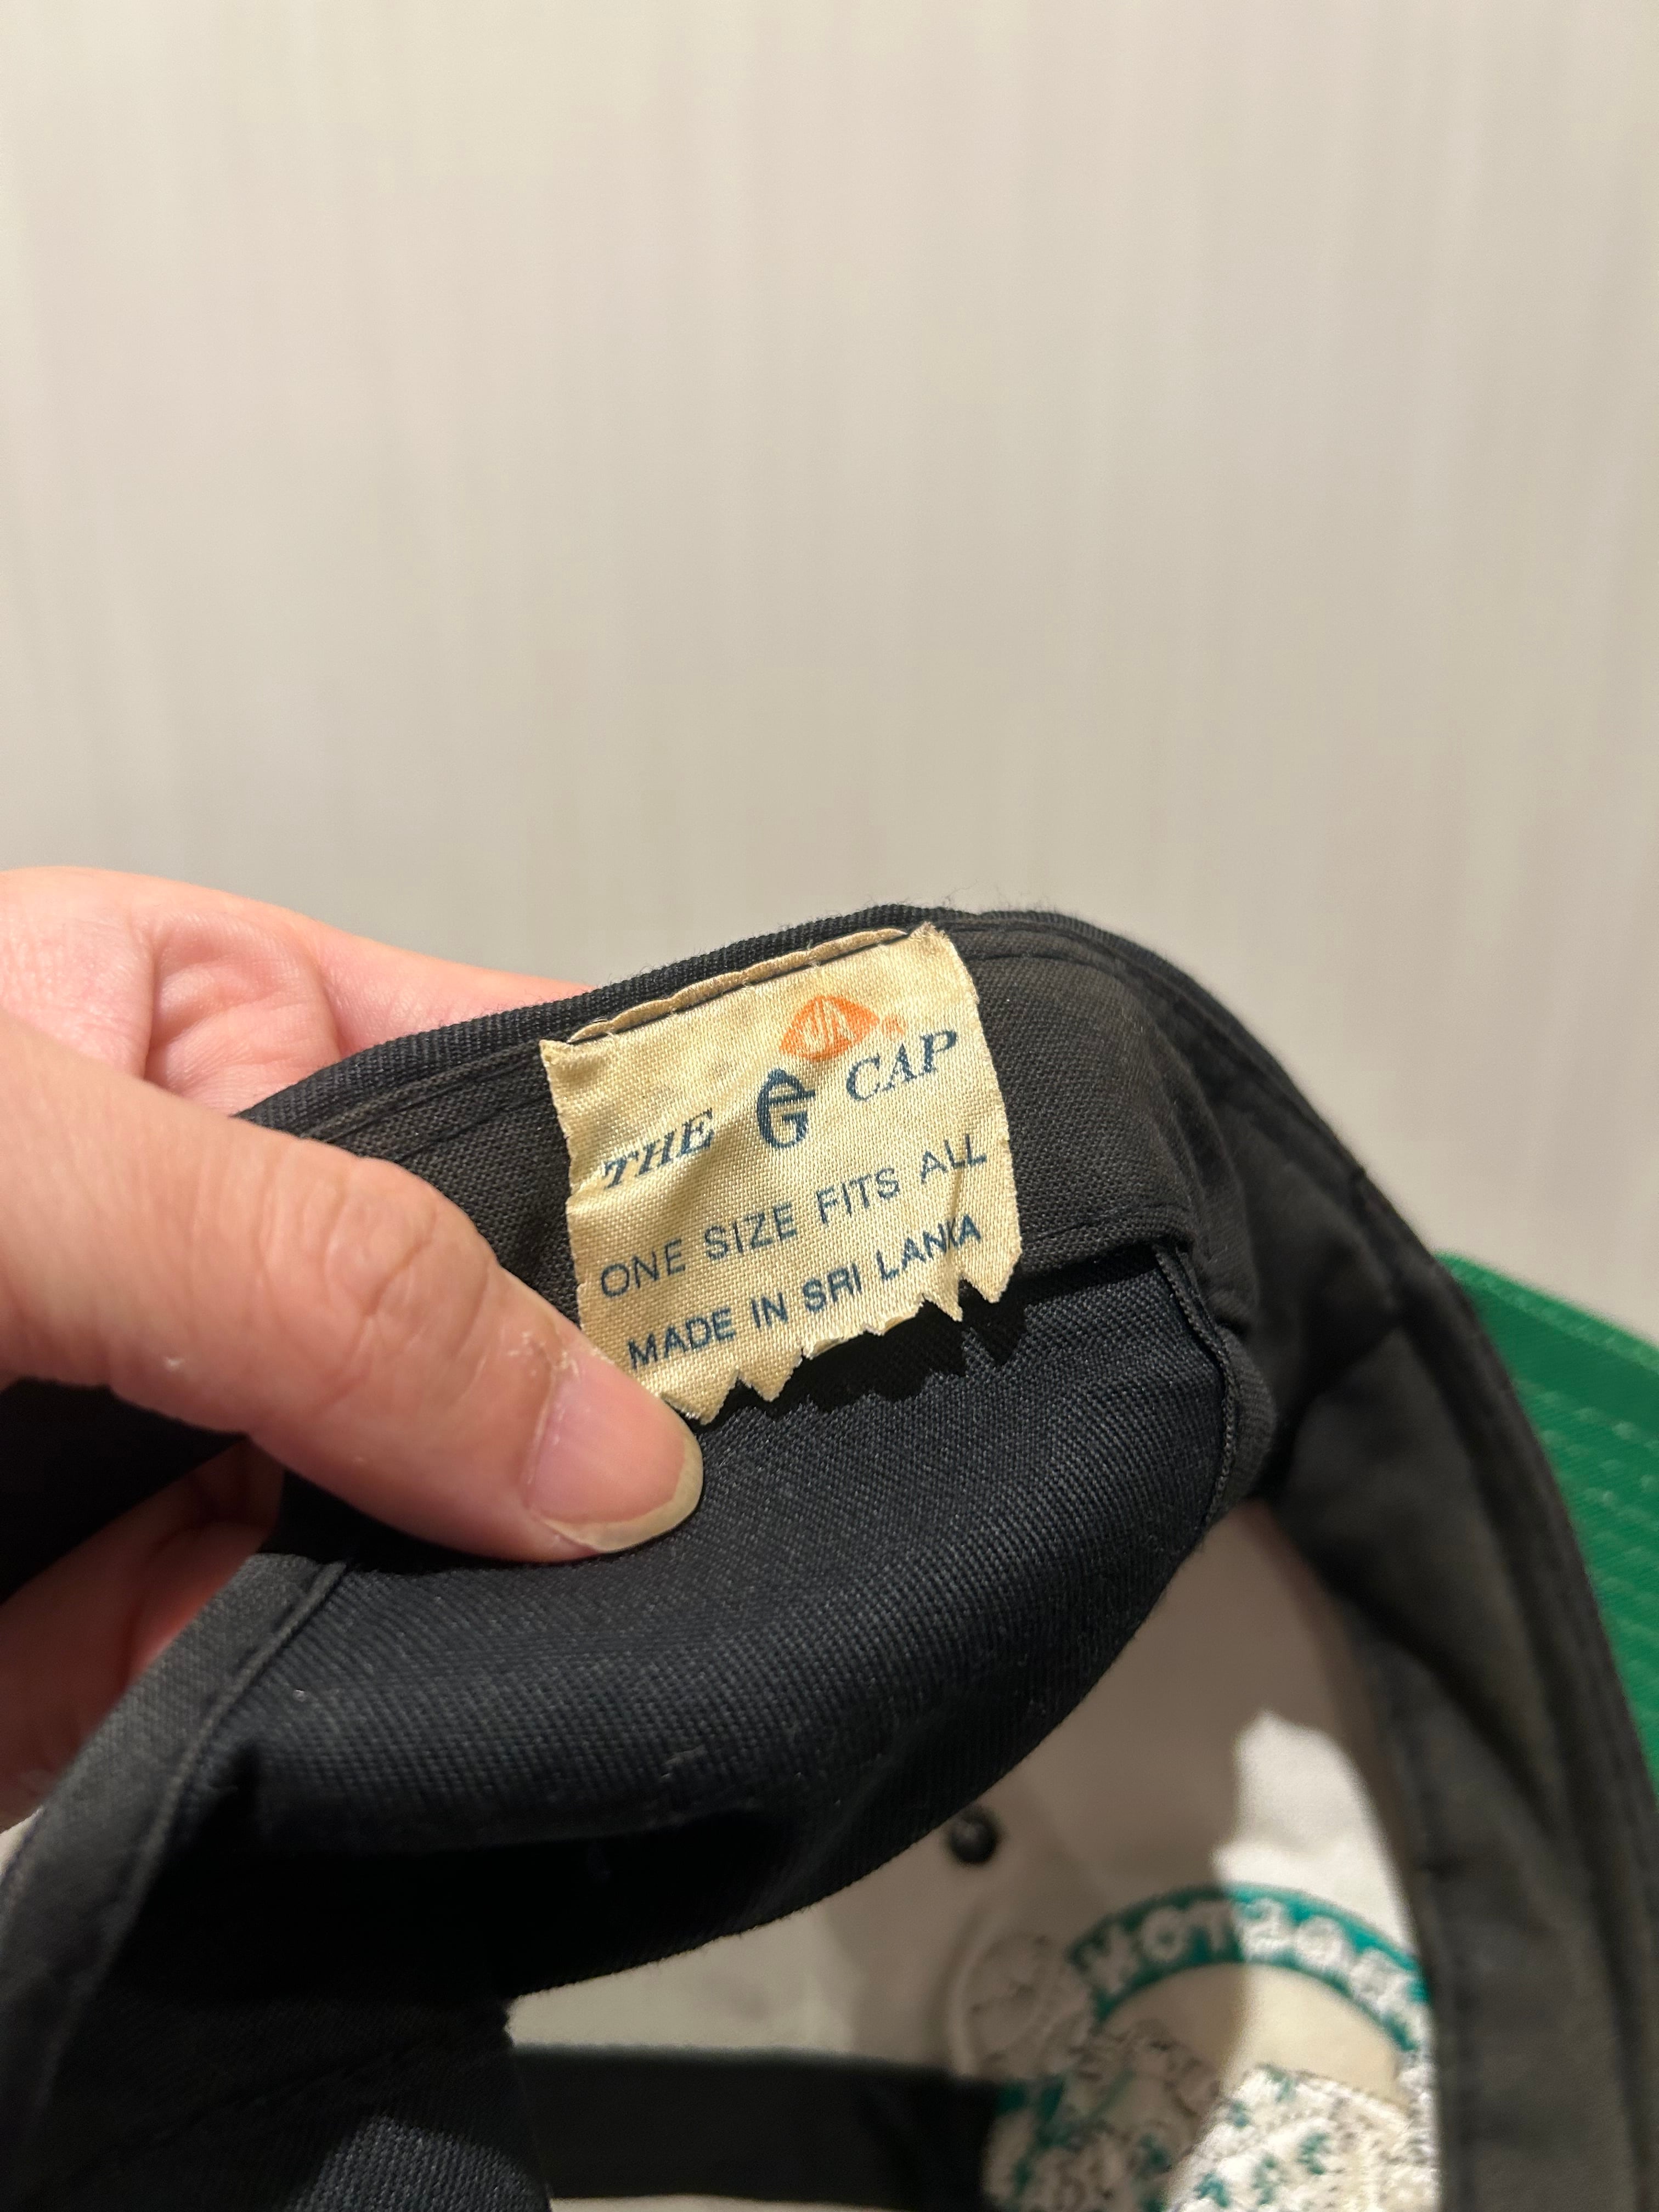 THE G CAP
ONE SIZE FITS ALL
MADE IN SRI LANKA